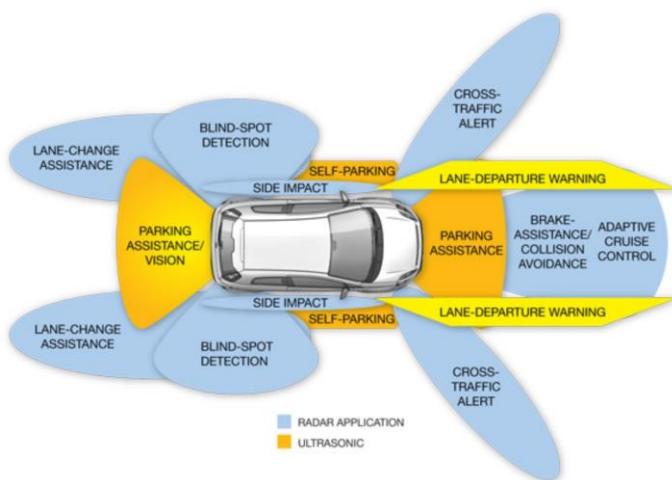 CROSS-
TRAFFIC
ALERT
BLIND-SPOT
DETECTION
LANE-CHANGE
ASSISTANCE
SELF-PARKING
LANE-DEPARTURE WARNING
SIDE IMPACT
PARKING
ASSISTANCE/
VISION
PARKING
ASSISTANCE
BRAKE-
ASSISTANCE/
COLLISION
AVOIDANCE
ADAPTIVE
CRUISE
CONTROL
SIDE IMPACT
SELF-PARKING
LANE-DEPARTURE WARNING
LANE-CHANGE
ASSISTANCE
BLIND-SPOT
DETECTION
CROSS-
TRAFFIC
ALERT
RADAR APPLICATION
ULTRASONIC